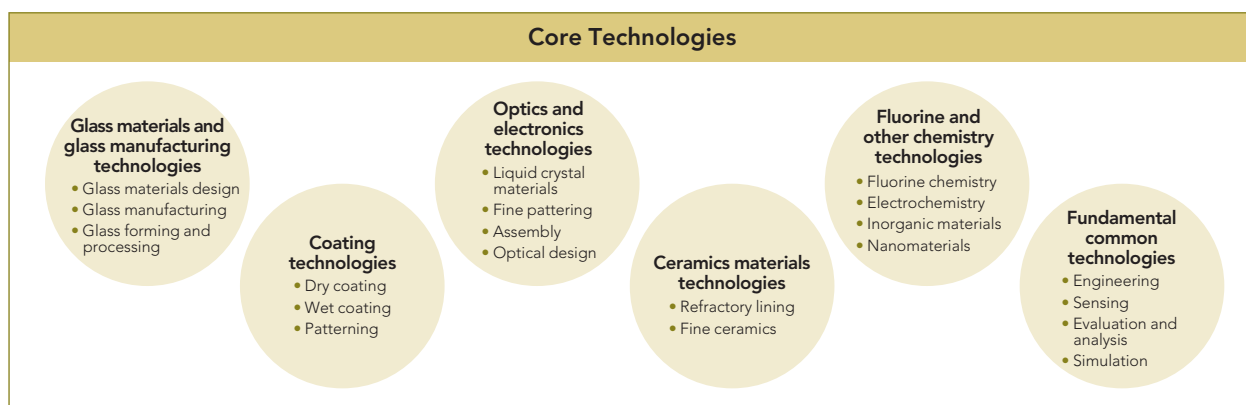 Core Technologies
Glass materials and
glass manufacturing
technologies
• Glass materials design
• Glass manufacturing
• Glass forming and
processing
Coating
technologies
• Dry coating
• Wet coating
• Patterning
Optics and
electronics
technologies
• Liquid crystal
materials
• Fine pattering
• Assembly
• Optical design
Ceramics materials
technologies
• Refractory lining
• Fine ceramics
Fluorine and
other chemistry
technologies
• Fluorine chemistry
• Electrochemistry
• Inorganic materials
• Nanomaterials
Fundamental
common
technologies
• Engineering
• Sensing
• Evaluation and
analysis
• Simulation